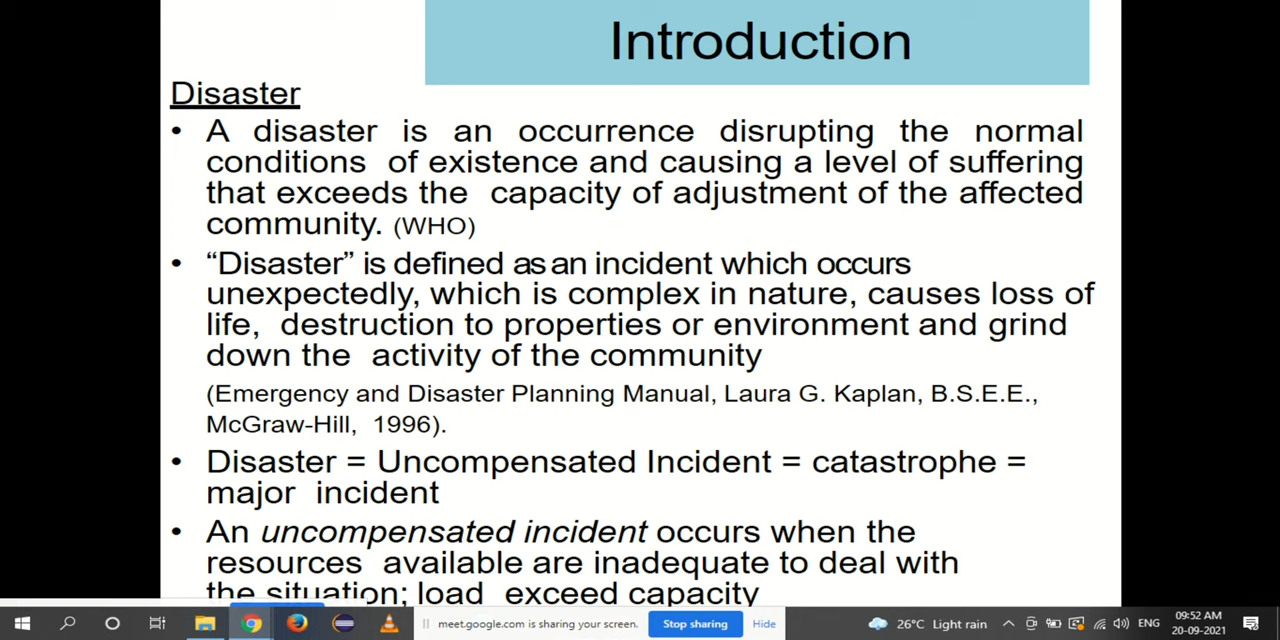 Introduction
Disaster
• A disaster is an occurrence disrupting the normal
conditions of existence and causing a level of suffering
that exceeds the capacity of adjustment of the affected
community. (WHO)
• “Disaster” is defined as an incident which occurs
unexpectedly, which is complex in nature, causes loss of
life, destruction to properties or environment and grind
down the activity of the community
(Emergency and Disaster Planning Manual, Laura G. Kaplan, B.S.E.E.,
McGraw-Hill, 1996).
• Disaster = Uncompensated Incident = catastrophe =
major incident
• An uncompensated incident occurs when the
resources available are inadequate to deal with
the situation; load exceed capacity
meet.google.com is sharing your screen. Stop sharing Hide
26°C Light rain
ENG
09:52 AM
20-09-2021